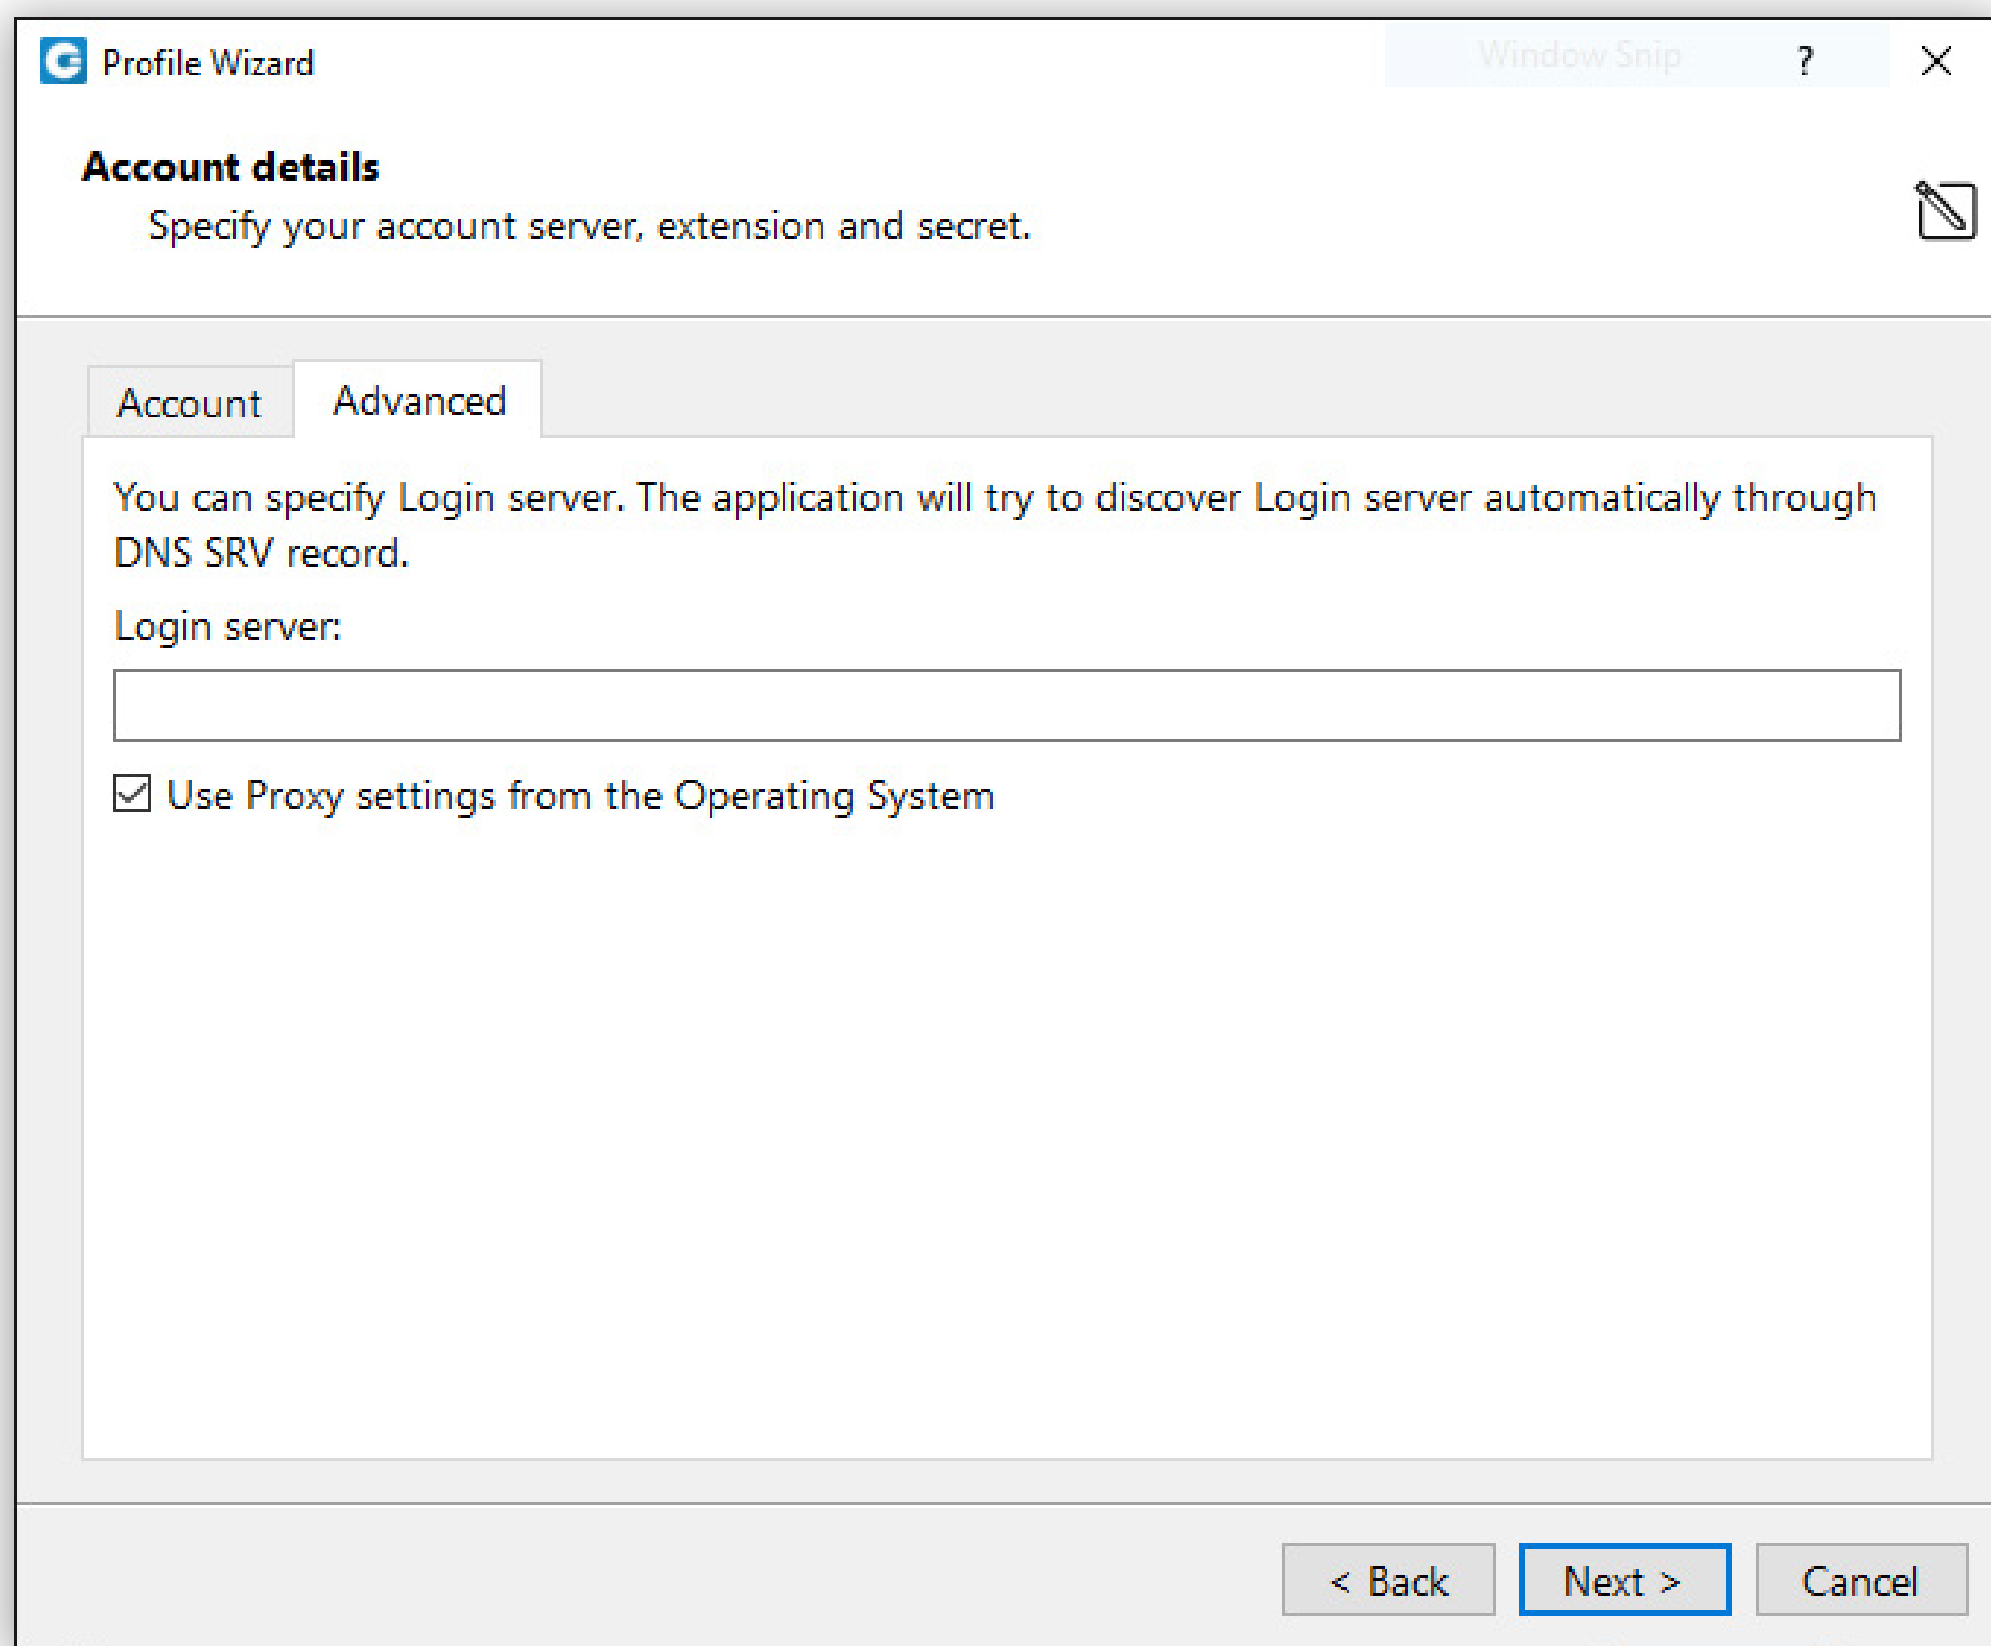 Profile Wizard
Window Snip
?
Account details
Specify your account server, extension and secret.
Account
Advanced
You can specify Login server. The application will try to discover Login server automatically through
DNS SRV record.
Login server:
Use Proxy settings from the Operating System
< Back
Next >
Cancel